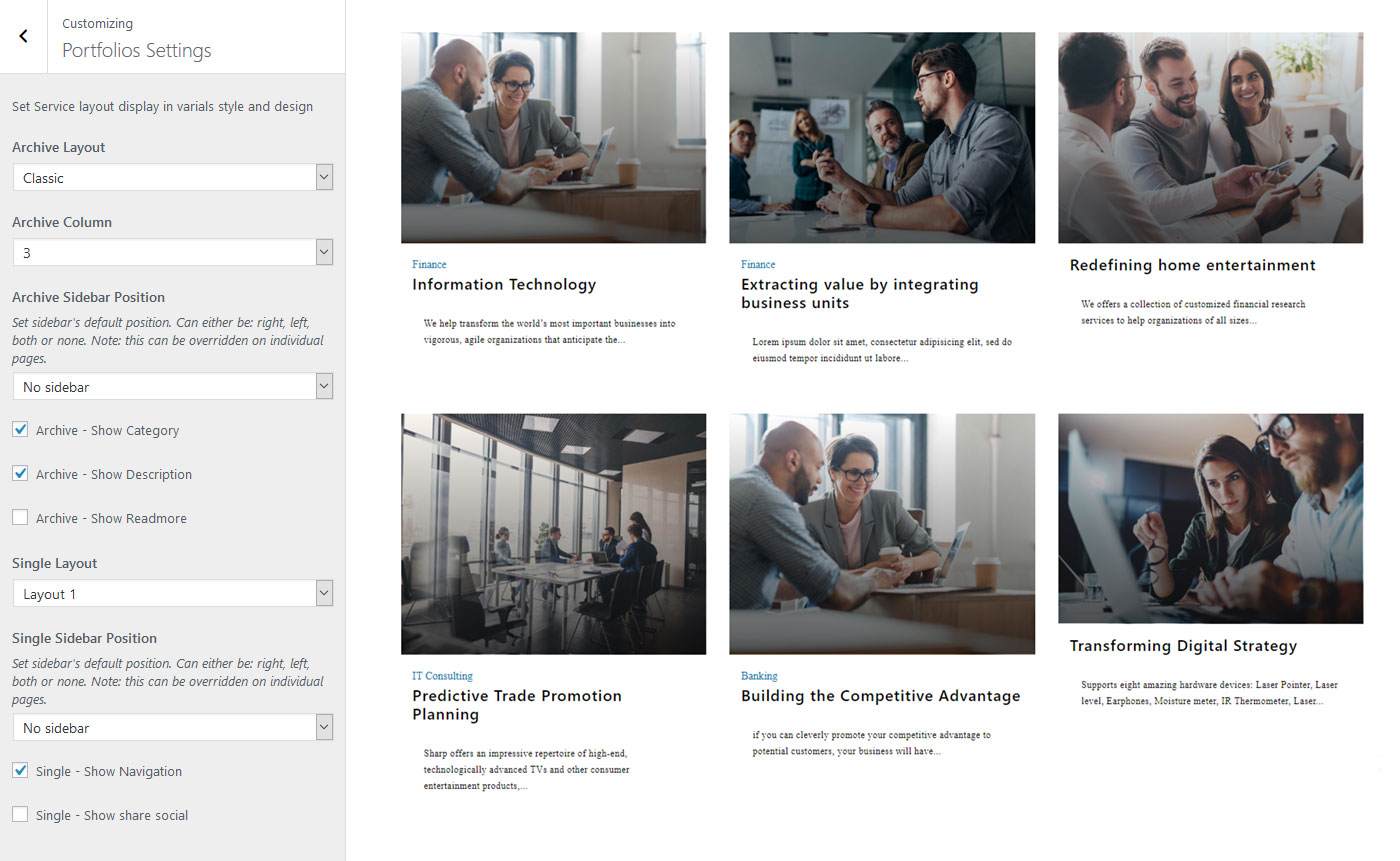 Customizing
Portfolios Settings
Set Service layout display in varials style and design
Archive Layout
Classic
Archive Column
3
Archive Sidebar Position
Set sidebar's default position. Can either be: right, left,
both or none. Note: this can be overridden on individual
pages.
No sidebar
Archive - Show Category
Archive - Show Description
Archive - Show Readmore
Single Layout
Layout 1
Single Sidebar Position
Set sidebar's default position. Can either be: right, left,
both or none. Note: this can be overridden on individual
pages.
No sidebar
Single - Show Navigation
Single - Show share social
Finance
Information Technology
We help transform the world's most important businesses into
vigorous, agile organizations that anticipate the...
Finance
Extracting value by integrating
business units
Lorem ipsum dolor sit amet, consectetur adipisicing elit, sed do
eiusmod tempor incididunt ut labore...
Redefining home entertainment
We offers a collection of customized financial research
services to help organizations of all sizes...
IT Consulting
Predictive Trade Promotion
Planning
Sharp offers an impressive repertoire of high-end,
technologically advanced TVs and other consumer
entertainment products,...
Banking
Building the Competitive Advantage
if you can cleverly promote your competitive advantage to
potential customers, your business will have...
Transforming Digital Strategy
Supports eight amazing hardware devices: Laser Pointer, Laser
level, Earphones, Moisture meter, IR Thermometer, Laser...